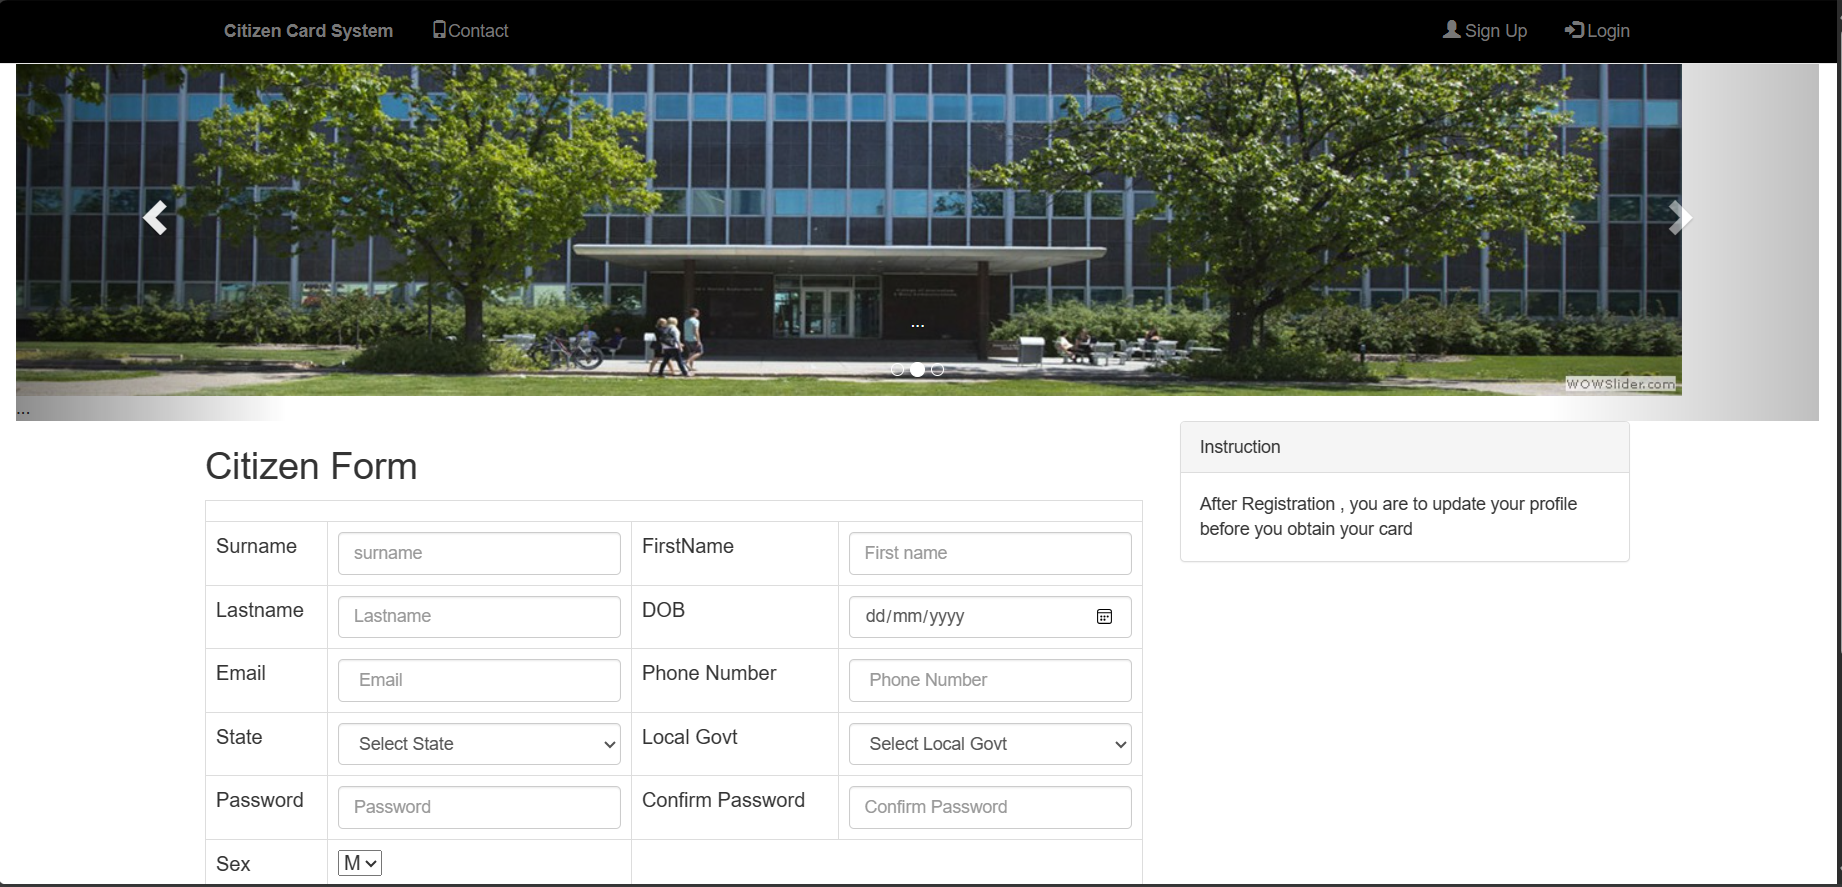 Citizen Card System Contact Sign Up Login
...
WOWSlider.com
...
Citizen Form
Instruction
After Registration , you are to update your profile
before you obtain your card
Surname surname FirstName First name
Lastname Lastname DOB dd/mm/yyyy
Email Email Phone Number Phone Number
State Select State Local Govt Select Local Govt
Password Password Confirm Password Confirm Password
Sex M